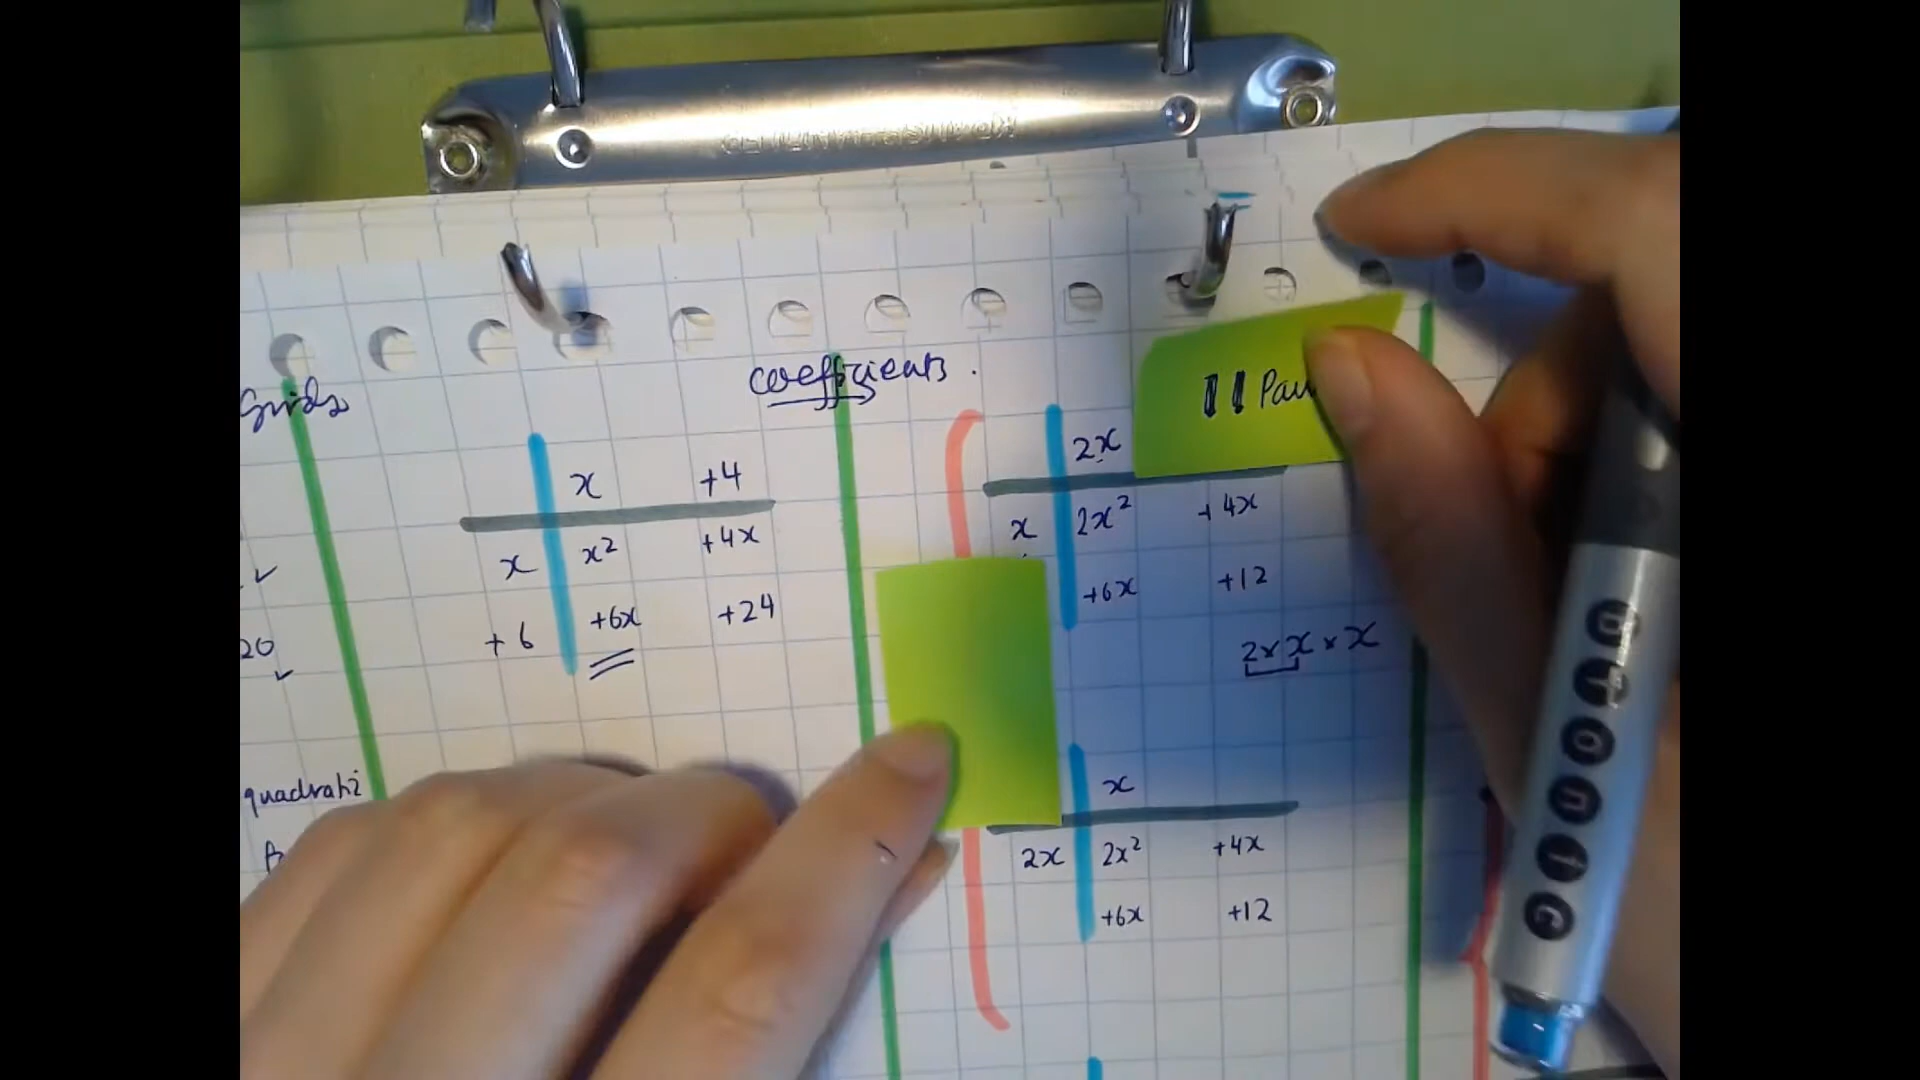 Grids
coefficients.
x +4
x x² +4x
+6 +6x +24
20
quadrati
2x
x 2x² +4x
+6x +12
2 x x x x
x
2x 2x² +4x
+6x +12